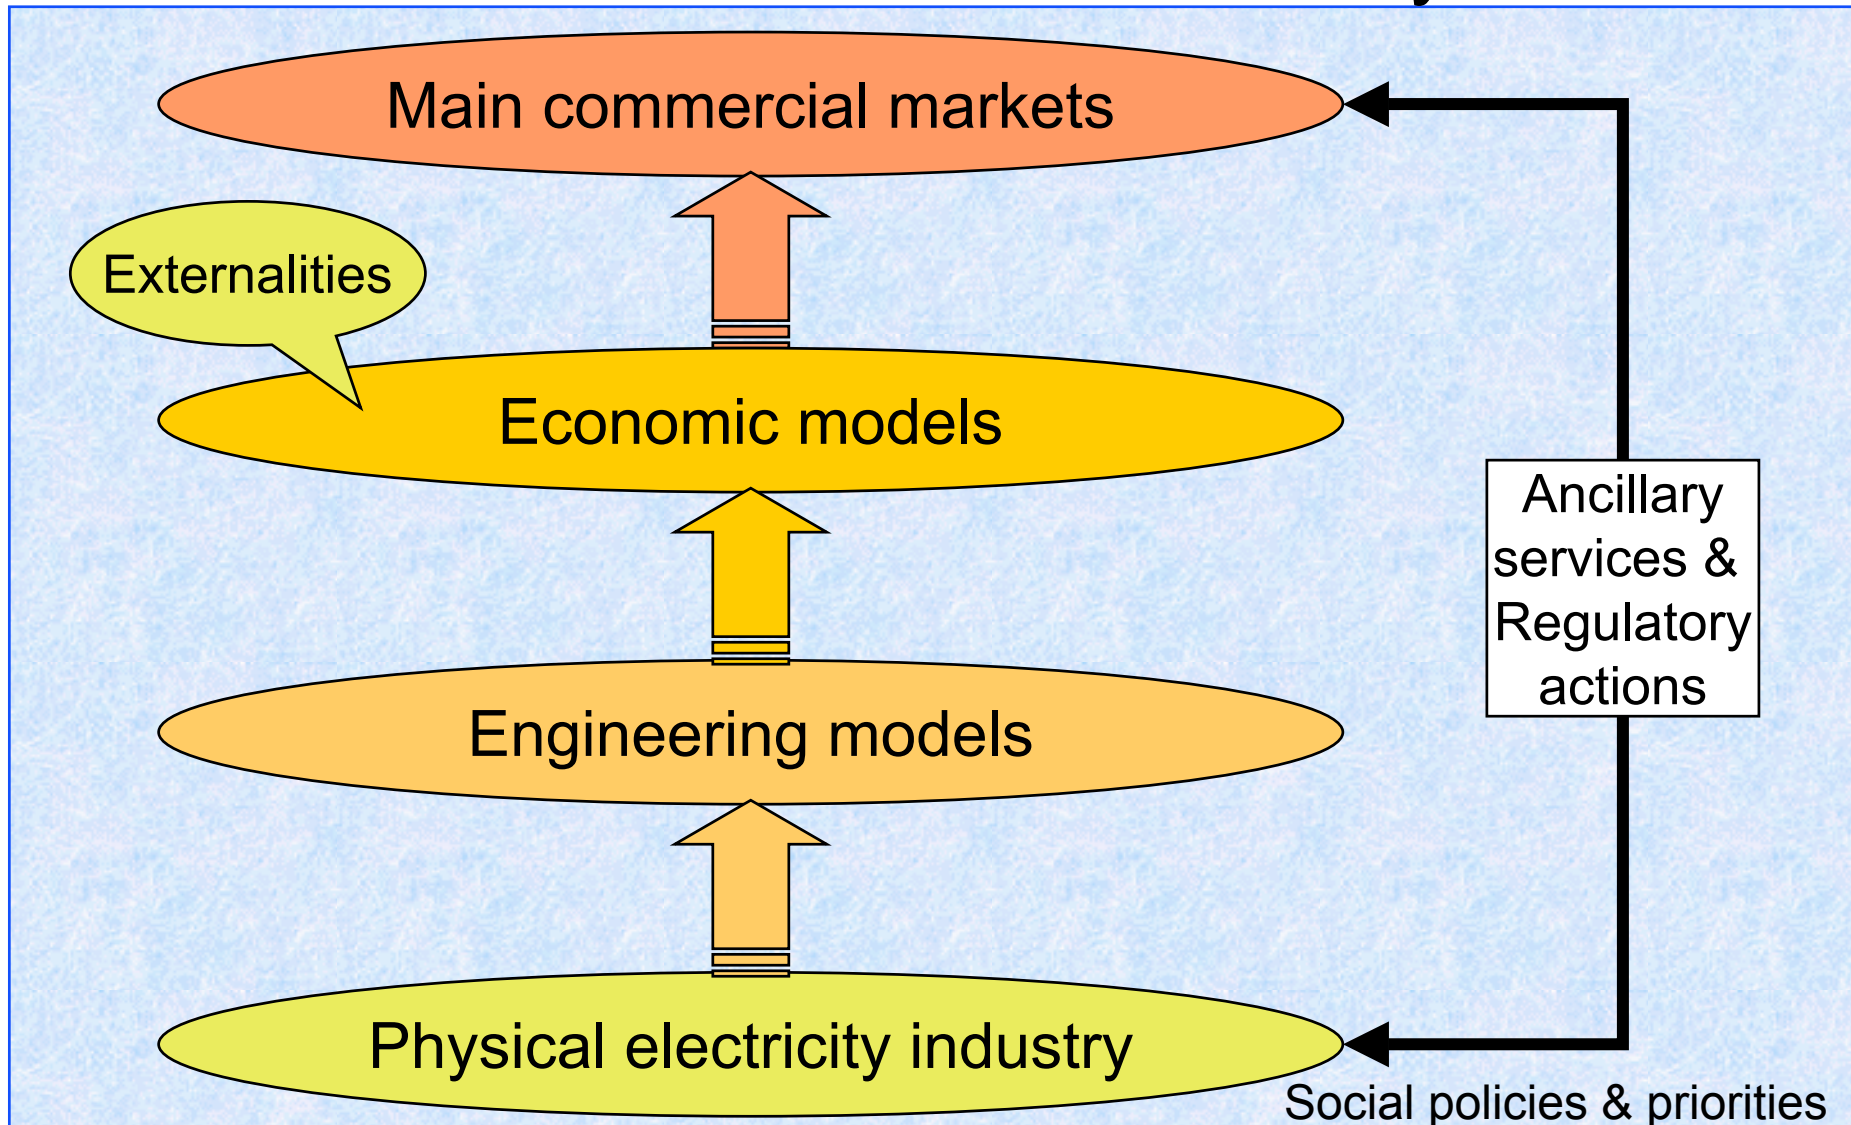 Main commercial markets
Externalities
Economic models
Ancillary
services &
Regulatory
actions
Engineering models
Physical electricity industry
Social policies & priorities